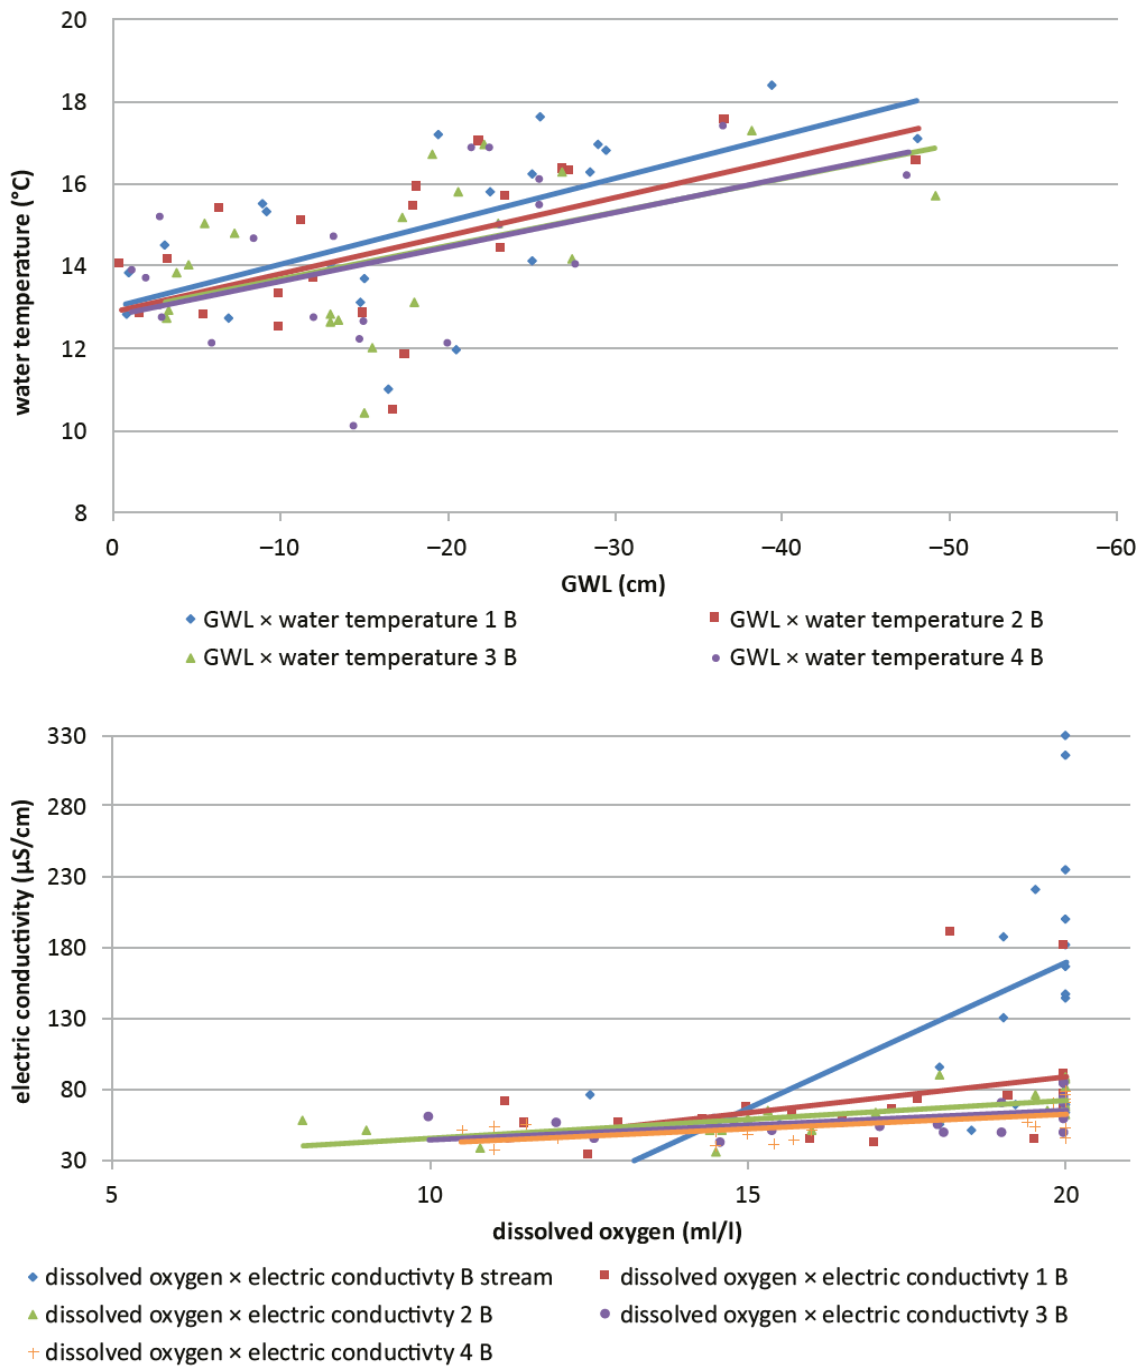 20
18
16
14
12
10
8
water temperature (°C)
0 –10 –20 –30 –40 –50 –60
GWL (cm)
GWL × water temperature 1 B GWL × water temperature 2 B
GWL × water temperature 3 B GWL × water temperature 4 B
330
280
230
180
130
80
30
electric conductivity (µS/cm)
5 10 15 20
dissolved oxygen (ml/l)
dissolved oxygen × electric conductivty B stream dissolved oxygen × electric conductivty 1 B
dissolved oxygen × electric conductivty 2 B dissolved oxygen × electric conductivty 3 B
dissolved oxygen × electric conductivty 4 B